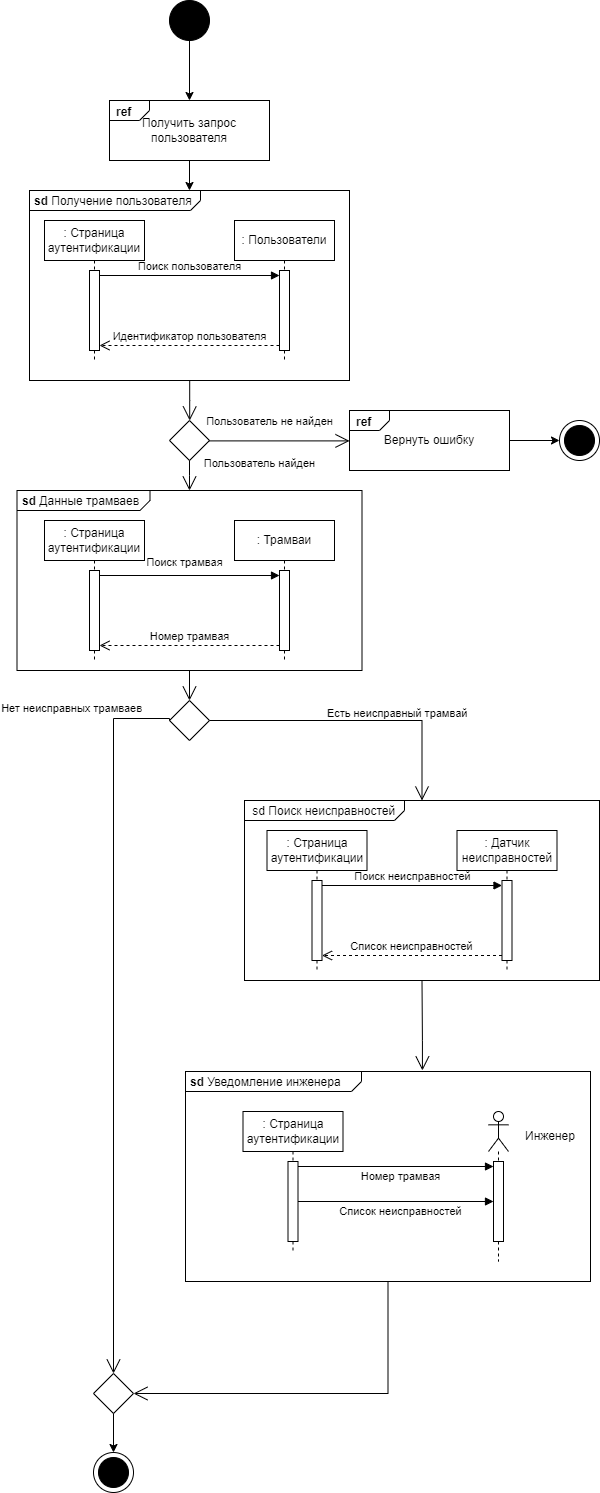 ref
Получить запрос
пользователя
sd Получение пользователя
: Страница
аутентификации
: Пользователи
Поиск пользователя
Идентификатор пользователя
Пользователь не найден
ref
Вернуть ошибку
Пользователь найден
sd Данные трамваев
: Страница
аутентификации
: Трамваи
Поиск трамвая
Номер трамвая
Нет неисправных трамваев
Есть неисправный трамвай
sd Поиск неисправностей
: Страница
аутентификации
: Датчик
неисправностей
Поиск неисправностей
Список неисправностей
sd Уведомление инженера
: Страница
аутентификации
Инженер
Номер трамвая
Список неисправностей